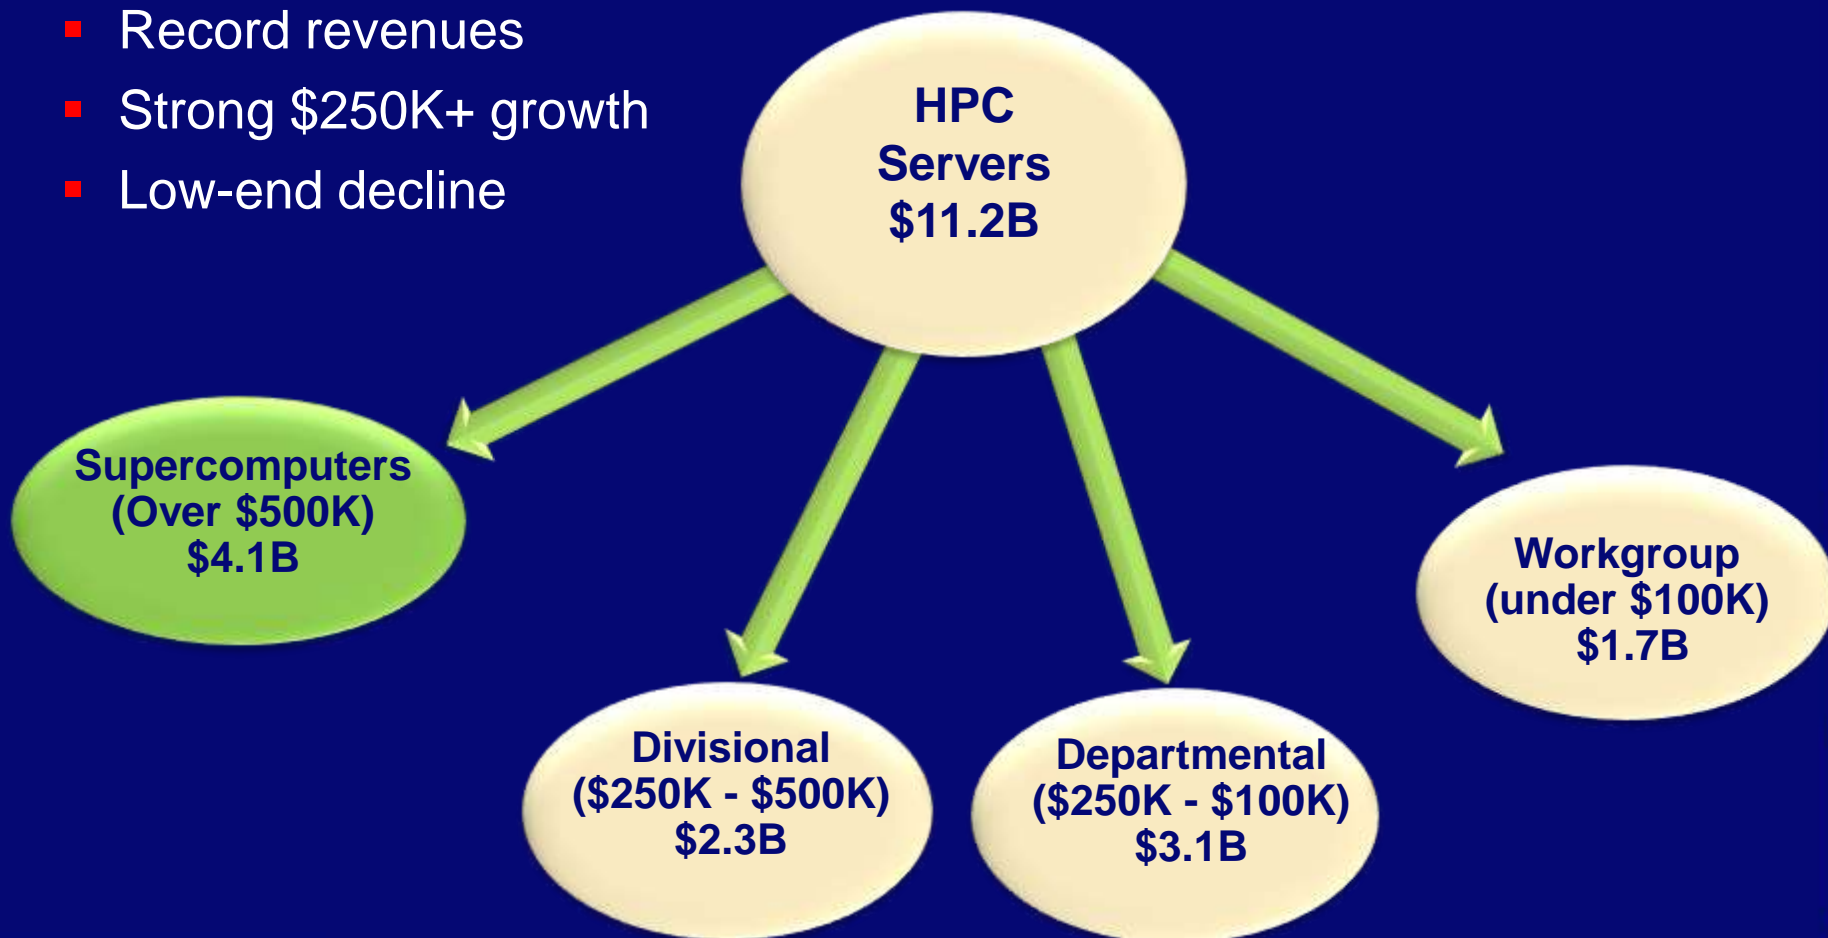 Record revenues
Strong $250K+ growth
Low-end decline
HPC
Servers
$11.2B
Supercomputers
(Over $500K)
$4.1B
Divisional
($250K - $500K)
$2.3B
Departmental
($250K - $100K)
$3.1B
Workgroup
(under $100K)
$1.7B